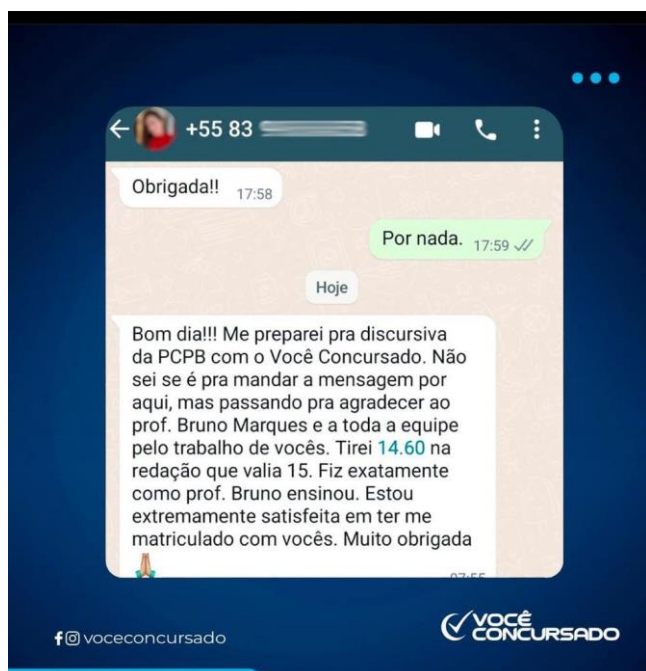 +55 83
Obrigada!! 17:58
Por nada. 17:59
Hoje
Bom dia!!! Me preparei pra discursiva
da PCPB com o Você Concursado. Não
sei se é pra mandar a mensagem por
aqui, mas passando pra agradecer ao
prof. Bruno Marques e a toda a equipe
pelo trabalho de vocês. Tirei 14.60 na
redação que valia 15. Fiz exatamente
como prof. Bruno ensinou. Estou
extremamente satisfeita em ter me
matriculado com vocês. Muito obrigada
voceconcursado
VOCÊ
CONCURSADO